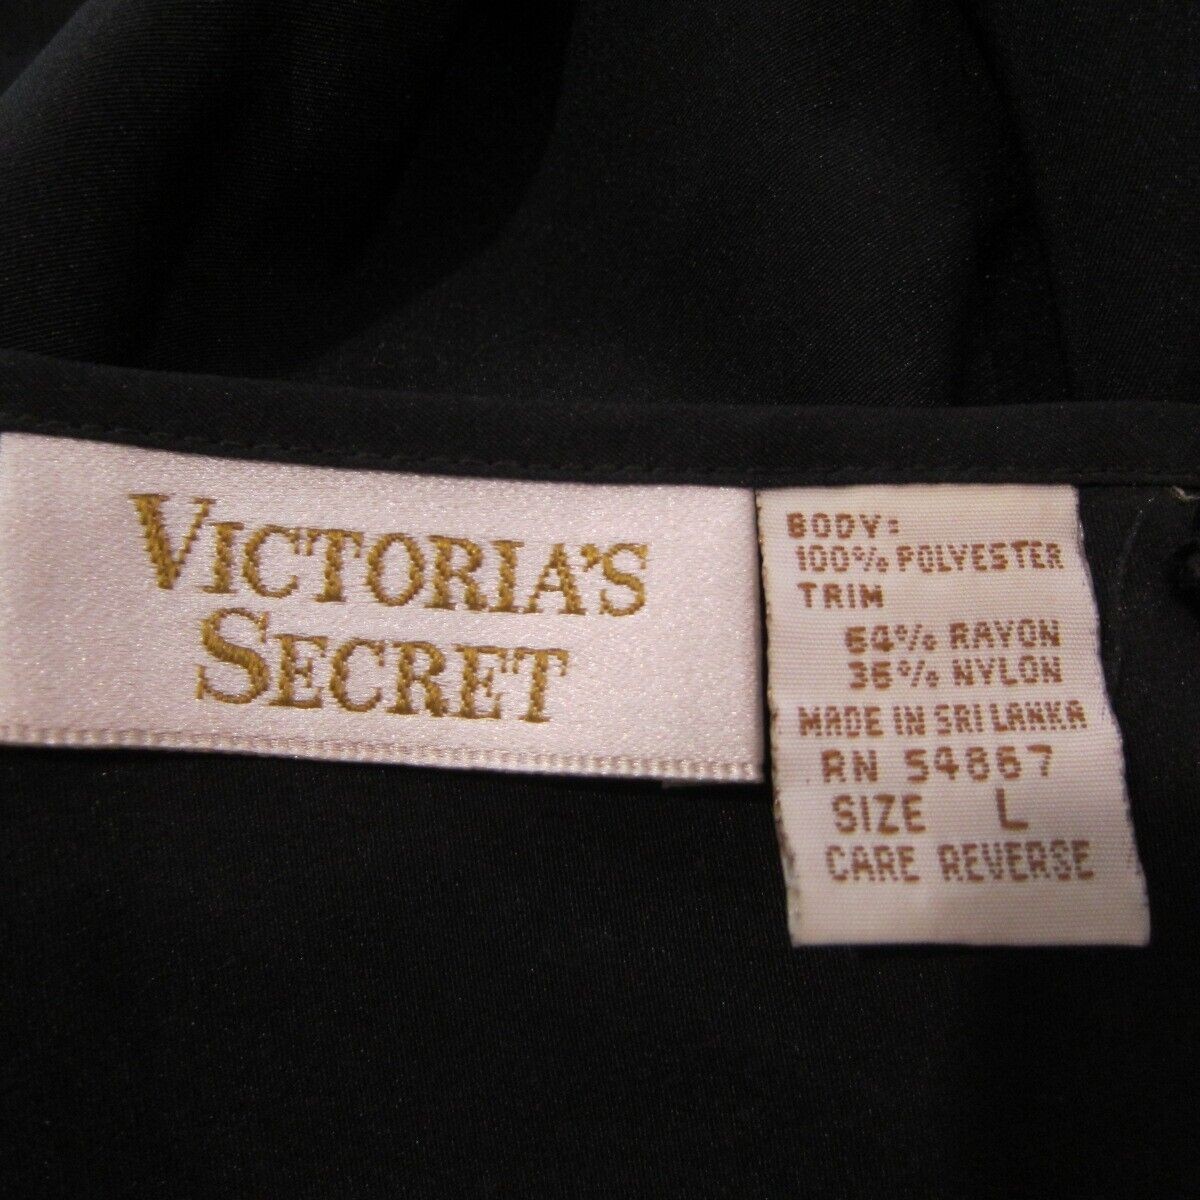 VICTORIA'S
SECRET
BODY:
100% POLYESTER
TRIM
64% RAYON
36% NYLON
MADE IN SRI LANKA
RN 54867
SIZE L
CARE REVERSE